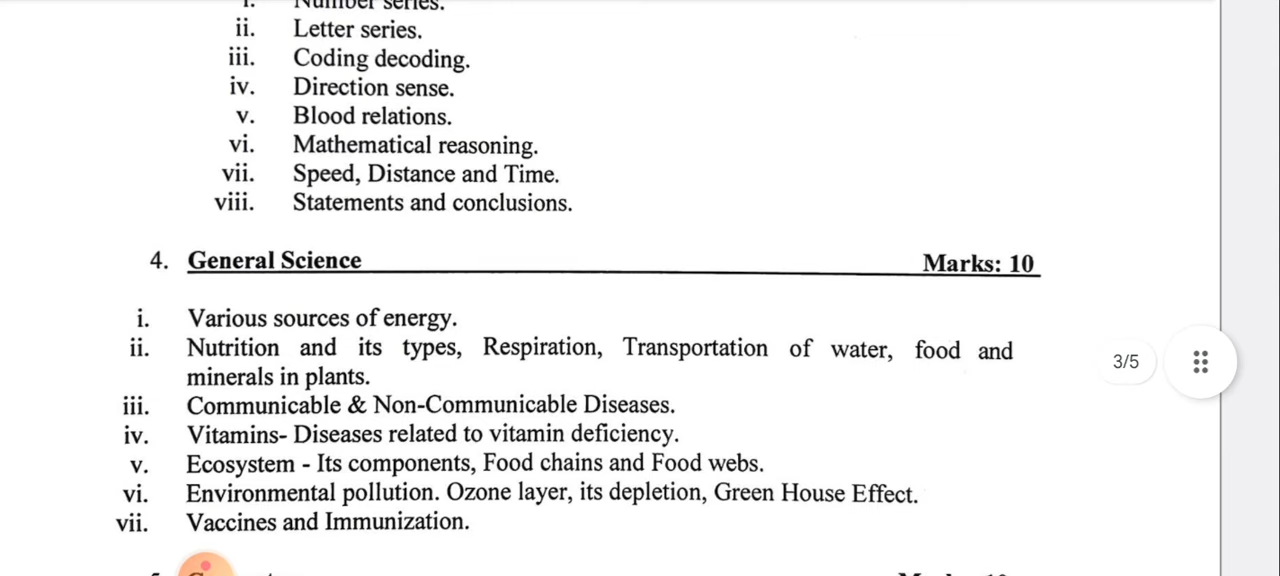 i. Number series.
ii. Letter series.
iii. Coding decoding.
iv. Direction sense.
v. Blood relations.
vi. Mathematical reasoning.
vii. Speed, Distance and Time.
viii. Statements and conclusions.
4. General Science Marks: 10
i. Various sources of energy.
ii. Nutrition and its types, Respiration, Transportation of water, food and
minerals in plants.
3/5
iii. Communicable & Non-Communicable Diseases.
iv. Vitamins- Diseases related to vitamin deficiency.
v. Ecosystem - Its components, Food chains and Food webs.
vi. Environmental pollution. Ozone layer, its depletion, Green House Effect.
vii. Vaccines and Immunization.